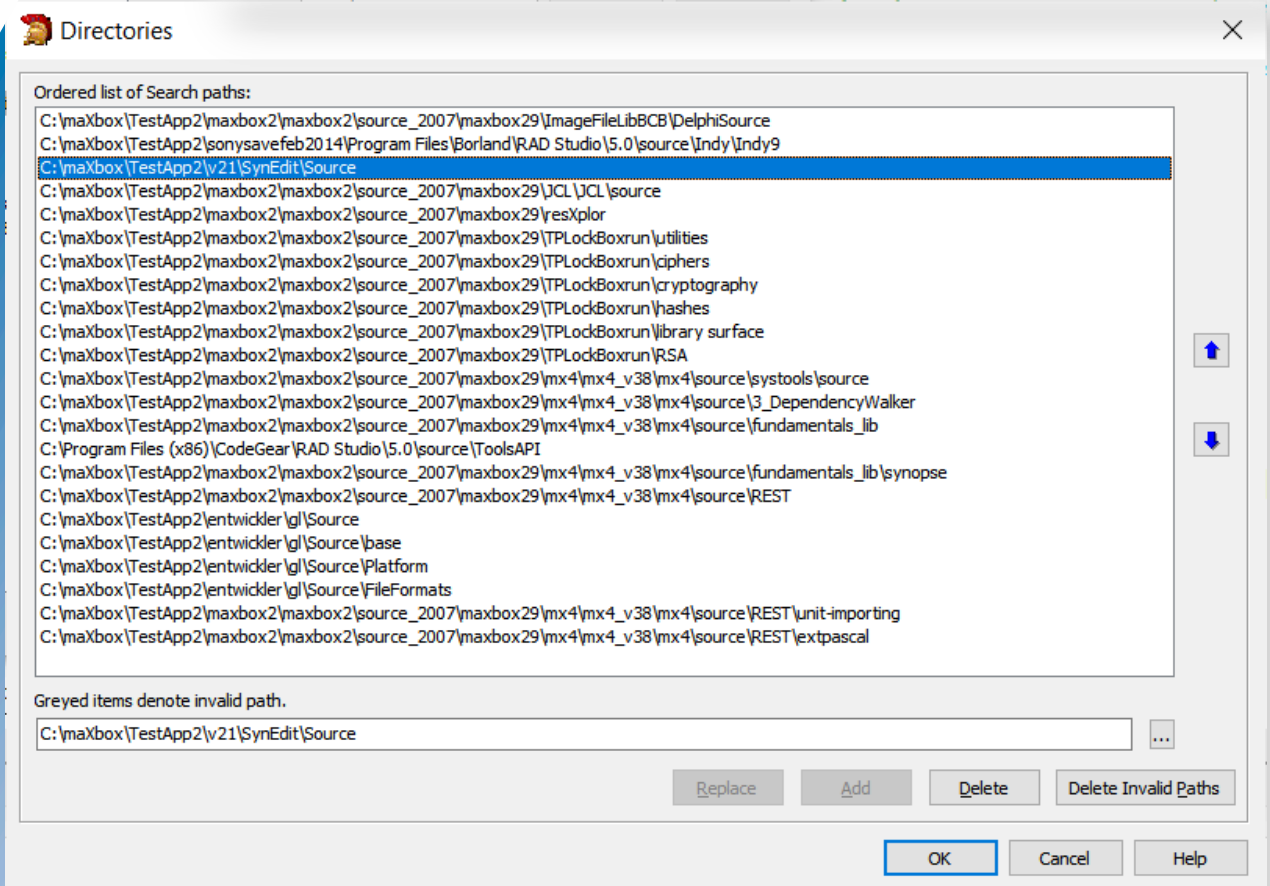 Directories
Ordered list of Search paths:
C:\maXbox\TestApp2\maxbox2\maxbox2\source_2007\maxbox29\ImageFileLibBCB\DelphiSource
C:\maXbox\TestApp2\sonysavefeb2014\Program Files\Borland\RAD Studio\5.0\source\Indy\Indy9
C:\maXbox\TestApp2\v21\SynEdit\Source
C:\maXbox\TestApp2\maxbox2\maxbox2\source_2007\maxbox29\JCL\JCL\source
C:\maXbox\TestApp2\maxbox2\maxbox2\source_2007\maxbox29\resXplor
C:\maXbox\TestApp2\maxbox2\maxbox2\source_2007\maxbox29\TPLockBoxrun\utilities
C:\maXbox\TestApp2\maxbox2\maxbox2\source_2007\maxbox29\TPLockBoxrun\ciphers
C:\maXbox\TestApp2\maxbox2\maxbox2\source_2007\maxbox29\TPLockBoxrun\cryptography
C:\maXbox\TestApp2\maxbox2\maxbox2\source_2007\maxbox29\TPLockBoxrun\hashes
C:\maXbox\TestApp2\maxbox2\maxbox2\source_2007\maxbox29\TPLockBoxrun\library surface
C:\maXbox\TestApp2\maxbox2\maxbox2\source_2007\maxbox29\TPLockBoxrun\RSA
C:\maXbox\TestApp2\maxbox2\maxbox2\source_2007\maxbox29\mx4\mx4_v38\mx4\source\systools\source
C:\maXbox\TestApp2\maxbox2\maxbox2\source_2007\maxbox29\mx4\mx4_v38\mx4\source\3_DependencyWalker
C:\maXbox\TestApp2\maxbox2\maxbox2\source_2007\maxbox29\mx4\mx4_v38\mx4\source\fundamentals_lib
C:\Program Files (x86)\CodeGear\RAD Studio\5.0\source\ToolsAPI
C:\maXbox\TestApp2\maxbox2\maxbox2\source_2007\maxbox29\mx4\mx4_v38\mx4\source\fundamentals_lib\synopse
C:\maXbox\TestApp2\maxbox2\maxbox2\source_2007\maxbox29\mx4\mx4_v38\mx4\source\REST
C:\maXbox\TestApp2\entwickler\gl\Source
C:\maXbox\TestApp2\entwickler\gl\Source\base
C:\maXbox\TestApp2\entwickler\gl\Source\Platform
C:\maXbox\TestApp2\entwickler\gl\Source\FileFormats
C:\maXbox\TestApp2\maxbox2\maxbox2\source_2007\maxbox29\mx4\mx4_v38\mx4\source\REST\unit-importing
C:\maXbox\TestApp2\maxbox2\maxbox2\source_2007\maxbox29\mx4\mx4_v38\mx4\source\REST\extpascal
Greyed items denote invalid path.
C:\maXbox\TestApp2\v21\SynEdit\Source
...
Replace Add Delete Delete Invalid Paths
OK Cancel Help